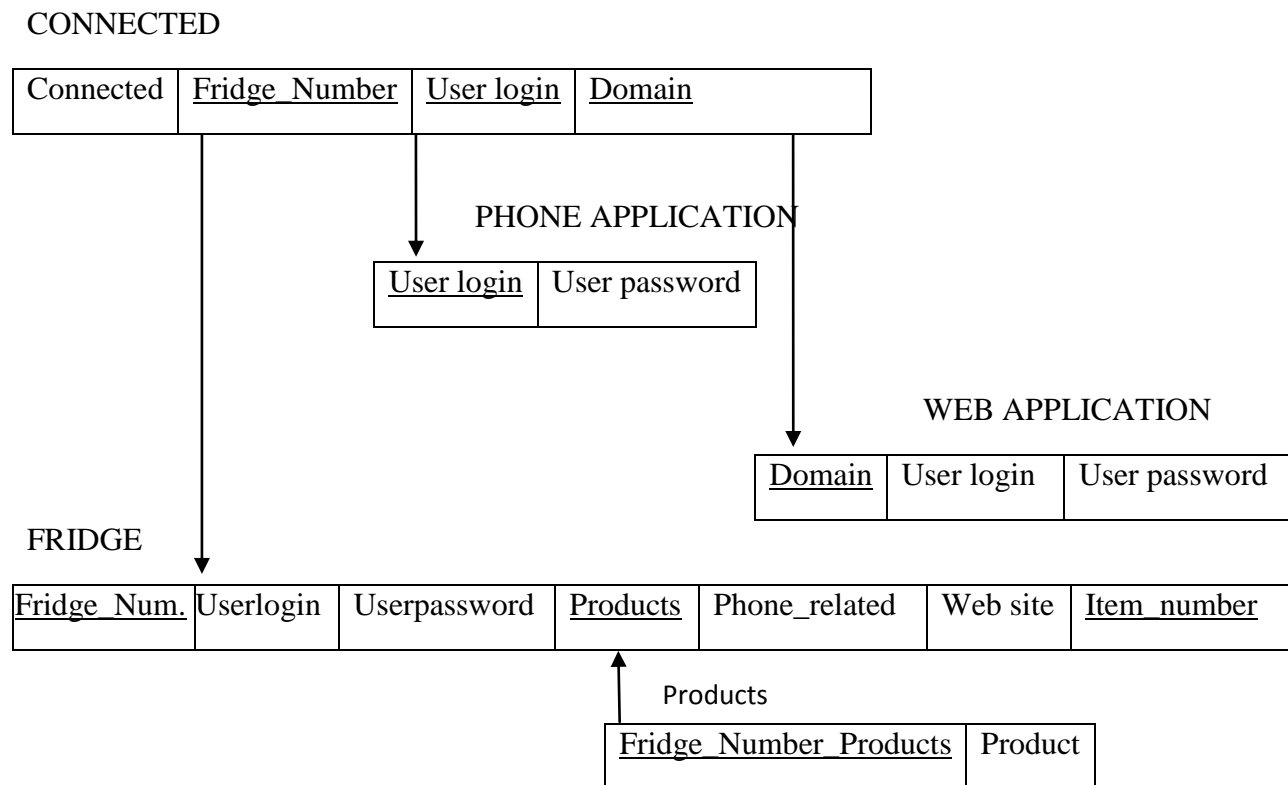 CONNECTED
Connected Fridge_Number User login Domain
PHONE APPLICATION
User login User password
WEB APPLICATION
Domain User login User password
FRIDGE
Fridge_Num. Userlogin Userpassword Products Phone_related Web site Item_number
Products
Fridge_Number_Products Product